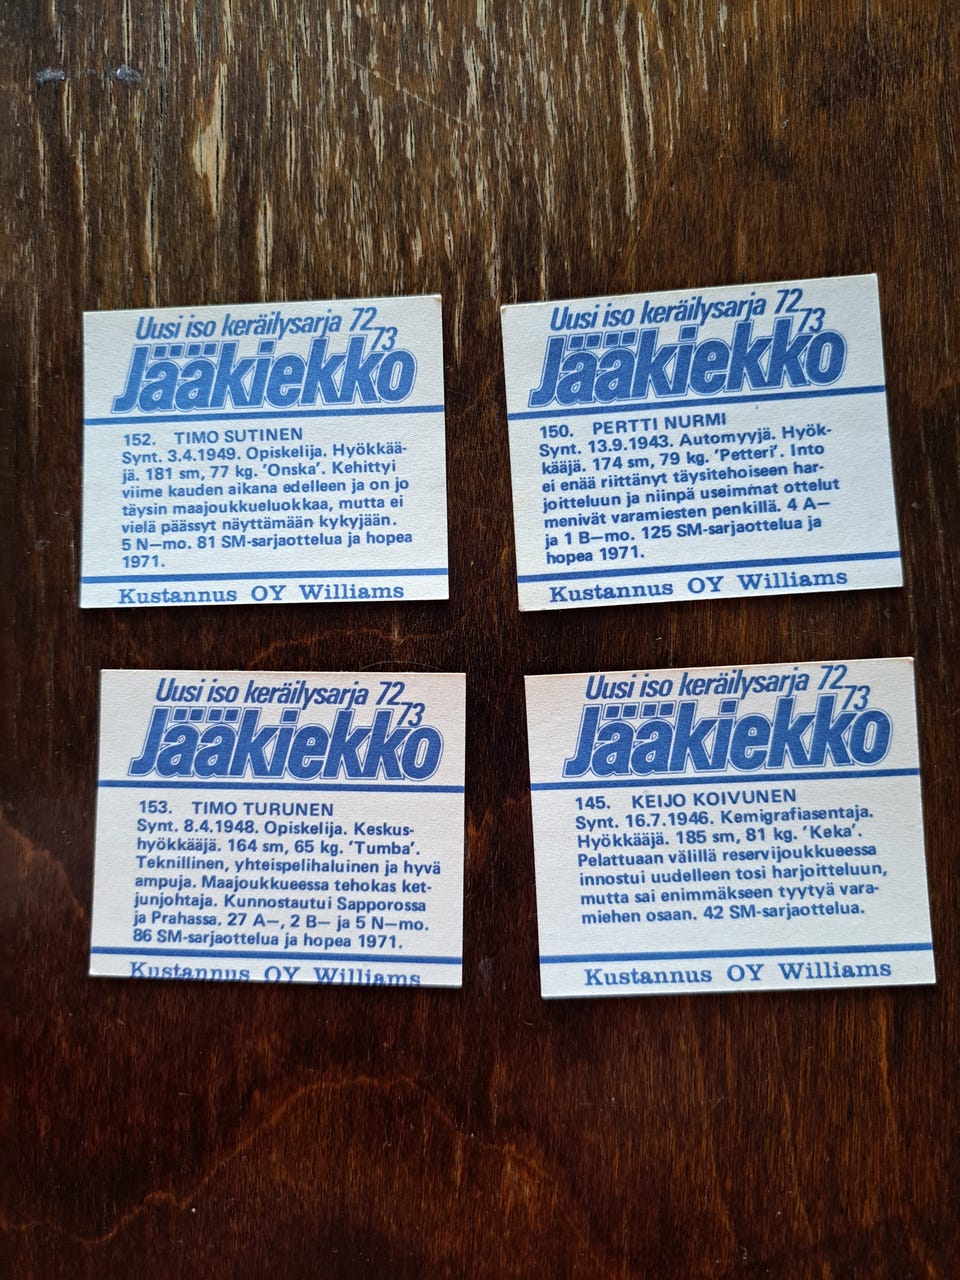 Uusi iso keräilysarja 72
73
Jääkiekko
152. TIMO SUTINEN
Synt. 3.4.1949. Opiskelija. Hyökkää-
jä. 181 sm, 77 kg. 'Onska'. Kehittyi
viime kauden aikana edelleen ja on jo
täysin maajoukkueluokkaa, mutta ei
vielä päässyt näyttämään kykyjään.
5 N—mo. 81 SM-sarjaottelua ja hopea
1971.
Kustannus OY Williams
Uusi iso keräilysarja 72
73
Jääkiekko
150. PERTTI NURMI
Synt. 13.9.1943. Automyyjä. Hyök-
kääjä. 174 sm, 79 kg. 'Petteri'. Into
ei enää riittänyt täysitehoiseen har-
joitteluun ja niinpä useimmat ottelut
menivät varamiesten penkillä. 4 A—
ja 1 B—mo. 125 SM-sarjaottelua ja
hopea 1971.
Kustannus OY Williams
Uusi iso keräilysarja 72
73
Jääkiekko
153. TIMO TURUNEN
Synt. 8.4.1948. Opiskelija. Keskus-
hyökkääjä. 164 sm, 65 kg. 'Tumba'.
Teknillinen, yhteispelihaluinen ja hyvä
ampuja. Maajoukkueessa tehokas ket-
junjohtaja. Kunnostautui Sapporossa
ja Prahassa. 27 A—, 2 B— ja 5 N—mo.
86 SM-sarjaottelua ja hopea 1971.
Kustannus OY Williams
Uusi iso keräilysarja 72
73
Jääkiekko
145. KEIJO KOIVUNEN
Synt. 16.7.1946. Kemigrafiasentaja.
Hyökkääjä. 185 sm, 81 kg. 'Keka'.
Pelattuaan välillä reservijoukkueessa
innostui uudelleen tosi harjoitteluun,
mutta sai enimmäkseen tyytyä vara-
miehen osaan. 42 SM-sarjaottelua.
Kustannus OY Williams